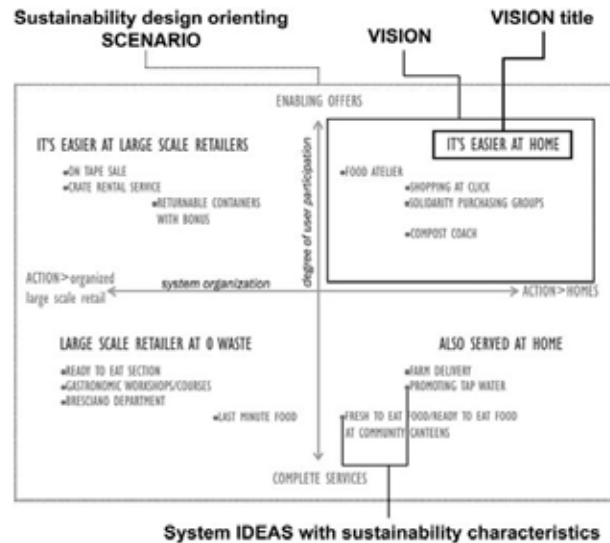 Sustainability design orienting
SCENARIO
VISION
VISION title
ENABLING OFFERS
IT'S EASIER AT LARGE SCALE RETAILERS
ON TAPE SALE
CRATE RENTAL SERVICE
RETURNABLE CONTAINERS
WITH BONUS
degree of user participation
IT'S EASIER AT HOME
FOOD ATELIER
SHOPPING AT CLICK
SOLIDARITY PURCHASING GROUPS
COMPOST COACH
ACTION>organized
large scale retail
system organization
ACTION>HOMES
LARGE SCALE RETAILER AT 0 WASTE
READY TO EAT SECTION
GASTRONOMIC WORKSHOPS/COURSES
BRESCIANO DEPARTMENT
LAST MINUTE FOOD
ALSO SERVED AT HOME
FARM DELIVERY
PROMOTING TAP WATER
FRESH TO EAT FOOD/READY TO EAT FOOD
AT COMMUNITY CANTEENS
COMPLETE SERVICES
System IDEAS with sustainability characteristics